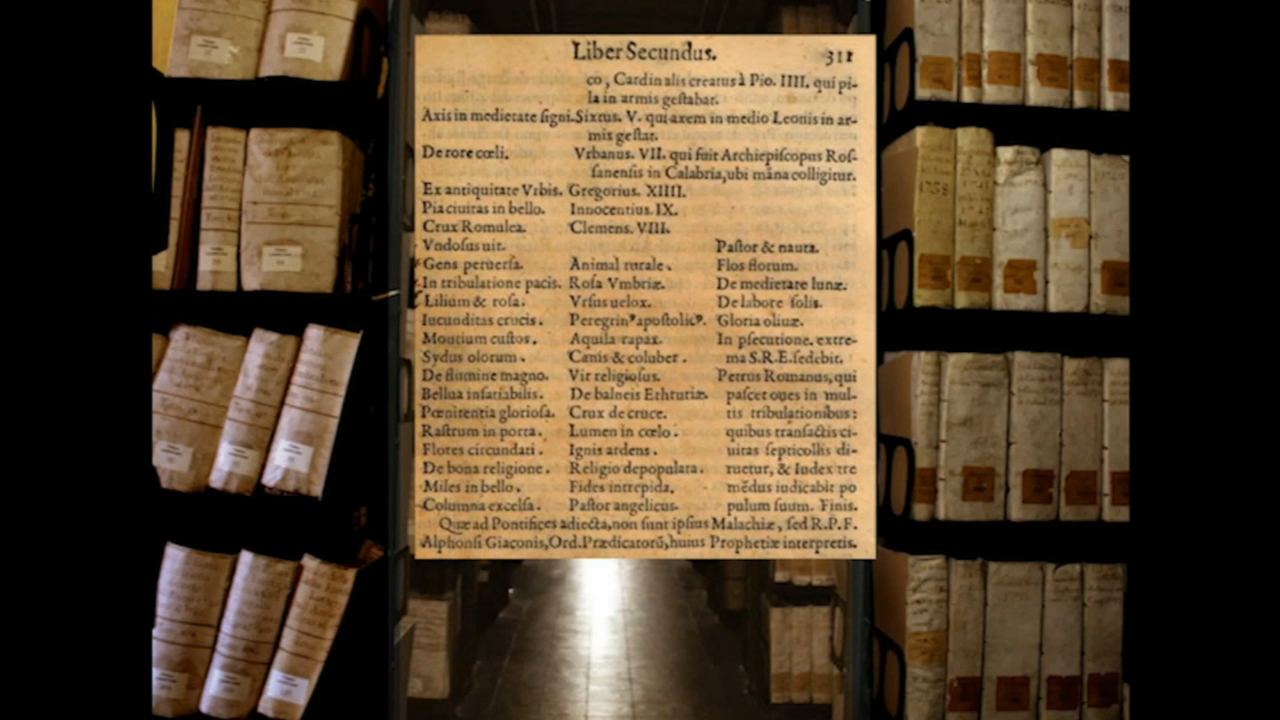 Liber Secundus. 311
co, Cardinalis creatus à Pio. IIII. qui pi-
la in armis gestabat.
Axis in medietate signi. Sixtus. V. qui axem in medio Leonis in ar-
mis gestat.
De rore cœli. Vrbanus. VII. qui fuit Archiepiscopus Ros-
sanensis in Calabria, ubi mãna colligitur.
Ex antiquitate Vrbis. Gregorius. XIIII.
Pia ciuitas in bello. Innocentius. IX.
Crux Romulea. Clemens. VIII.
Vndosus uir.
Gens peruersa.
In tribulatione pacis.
Lilium & rosa.
Iucunditas crucis.
Montium custos.
Sydus olorum.
De flumine magno.
Bellua insatiabilis.
Pœnitentia gloriosa.
Rastrum in porta.
Flores circundati.
De bona religione.
Miles in bello.
Columna excelsa.
Animal rurale.
Rosa Vmbriæ.
Vrsus uelox.
Peregrin9 apostolic9.
Aquila rapax.
Canis & coluber.
Vir religiosus.
De balneis Ethruriæ.
Crux de cruce.
Lumen in cœlo.
Ignis ardens.
Religio depopulata.
Fides intrepida.
Pastor angelicus.
Pastor & nauta.
Flos florum.
De medietate lunæ.
De labore solis.
Gloria oliuæ.
In psecutione. extre-
ma S.R.E. sedebit.
Petrus Romanus, qui
pascet oues in mul-
tis tribulationibus:
quibus transactis ci-
uitas septicollis di-
ruetur, & Iudex tre
mẽdus iudicabit po
pulum suum. Finis.
Quæ ad Pontifices adiecta, non sunt ipsius Malachiæ, sed R.P.F.
Alphonsi Giaconis, Ord. Prædicatorũ, huius Prophetiæ interpretis.